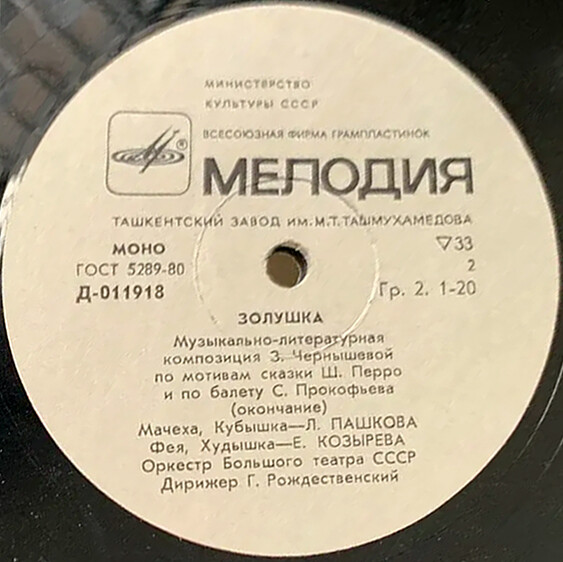 МИНИСТЕРСТВО
КУЛЬТУРЫ СССР
ВСЕСОЮЗНАЯ ФИРМА ГРАМПЛАСТИНОК
®
МЕЛОДИЯ
ТАШКЕНТСКИЙ ЗАВОД ИМ. М. Т. ТАШМУХАМЕДОВА
МОНО ▽33
ГОСТ 5289-80 2
Д-011918 Гр. 2. 1-20
ЗОЛУШКА
Музыкально-литературная
композиция З. Чернышевой
по мотивам сказки Ш. Перро
и по балету С. Прокофьева
(окончание)
Мачеха, Кубышка—Л. ПАШКОВА
Фея, Худышка—Е. КОЗЫРЕВА
Оркестр Большого театра СССР
Дирижер Г. Рождественский